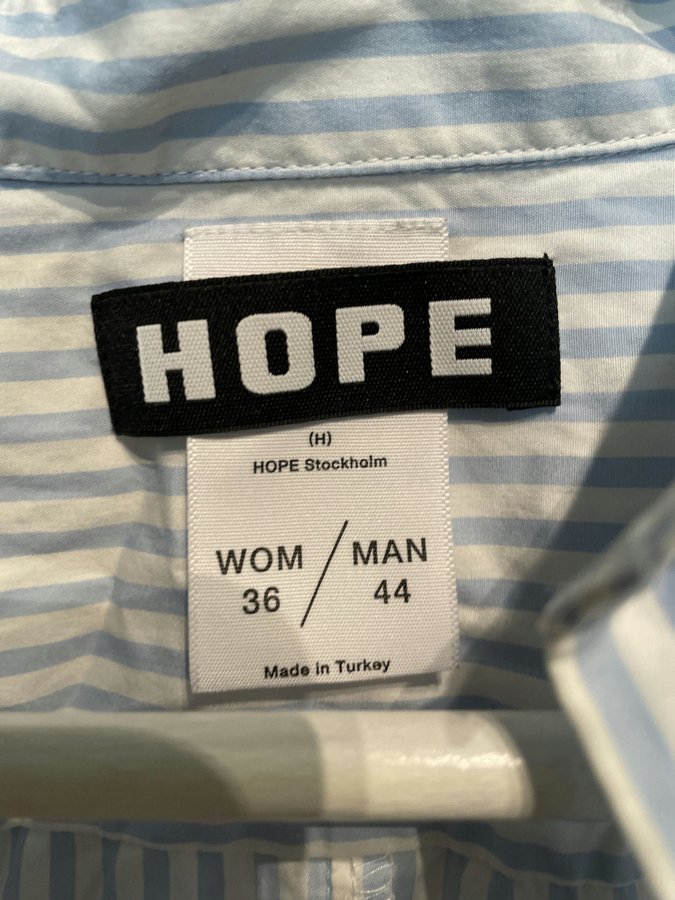 HOPE
(H)
HOPE Stockholm
WOM / MAN
36 / 44
Made in Turkey